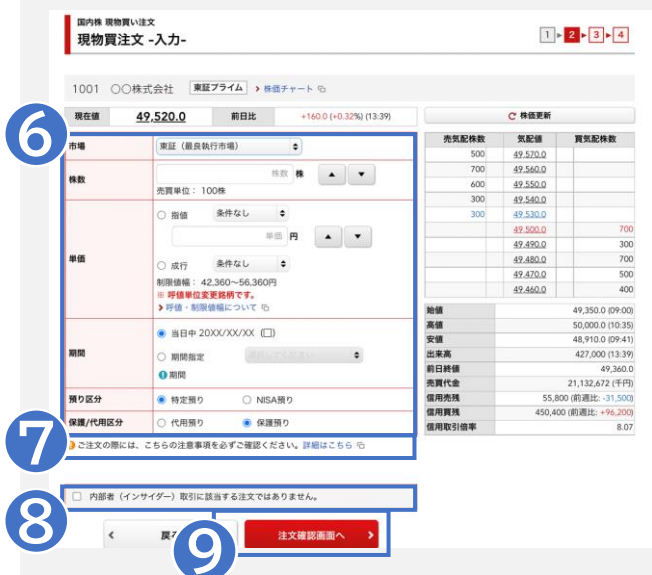 国内株 現物買い注文
現物買注文 -入力-
1 2 3 4
1001 〇〇株式会社 東証プライム 株価チャート
現在値 49,520.0 前日比 +160.0 (+0.32%) (13:39)
6
市場 東証（最良執行市場）
株数 株数 株
売買単位： 100株
単価
指値 条件なし
単価 円
成行 条件なし
制限値幅： 42,360〜56,360円
※ 呼値単位変更銘柄です。
呼値・制限値幅について
期間
当日中 20XX/XX/XX (□)
期間指定
期間
預り区分 特定預り NISA預り
保護/代用区分 代用預り 保護預り
7
ご注文の際には、こちらの注意事項を必ずご確認ください。詳細はこちら
8
内部者（インサイダー）取引に該当する注文ではありません。
戻
9
注文確認画面へ
株価更新
売気配株数 気配値 買気配株数
500 49,570.0
700 49,560.0
600 49,550.0
300 49,540.0
300 49,530.0
49,500.0 700
49,490.0 300
49,480.0 700
49,470.0 500
49,460.0 400
始値 49,350.0 (09:00)
高値 50,000.0 (10:35)
安値 48,910.0 (09:41)
出来高 427,000 (13:39)
前日終値 49,360.0
売買代金 21,132,672 (千円)
信用売残 55,800 (前週比: -31,500)
信用買残 450,400 (前週比: +96,200)
信用取引倍率 8.07